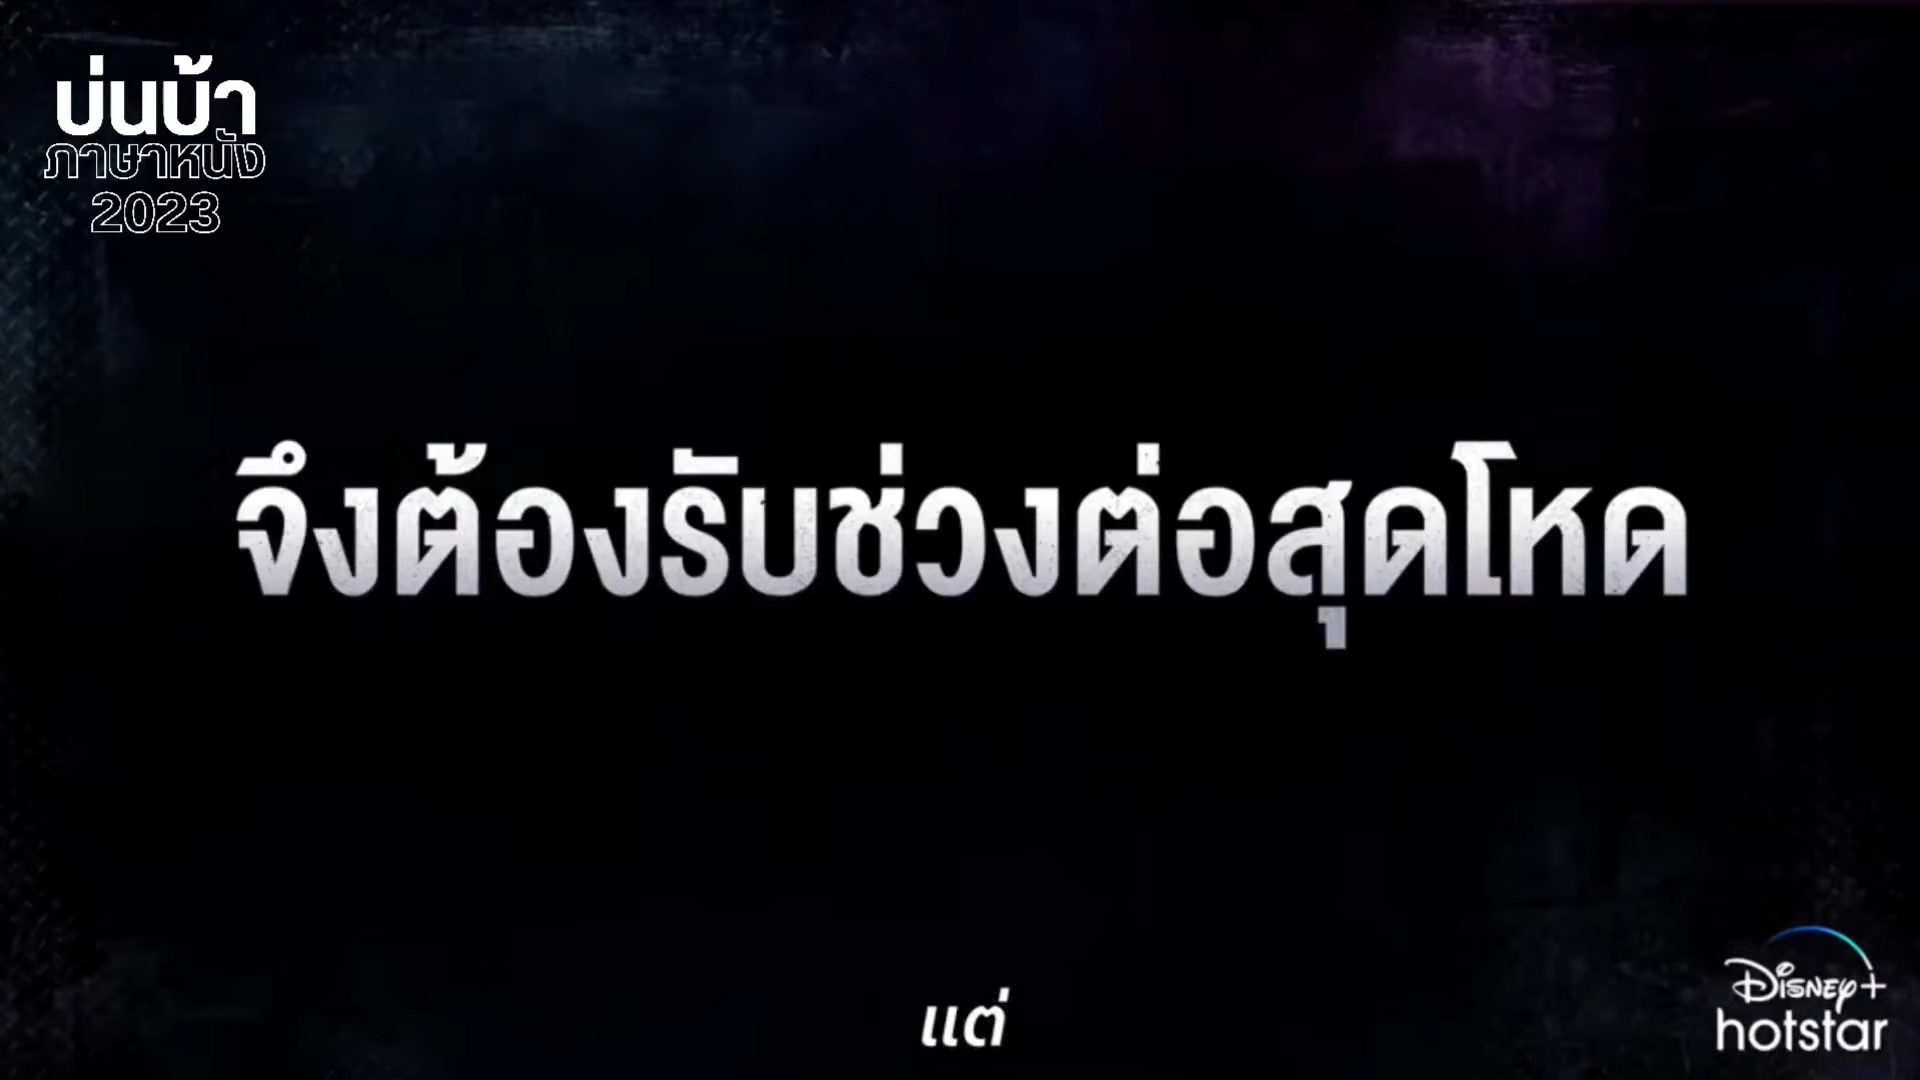 บ่นบ้า
ภาษาหนัง
2023
จึงต้องรับช่วงต่อสุดโหด
แต่
Disney+
hotstar